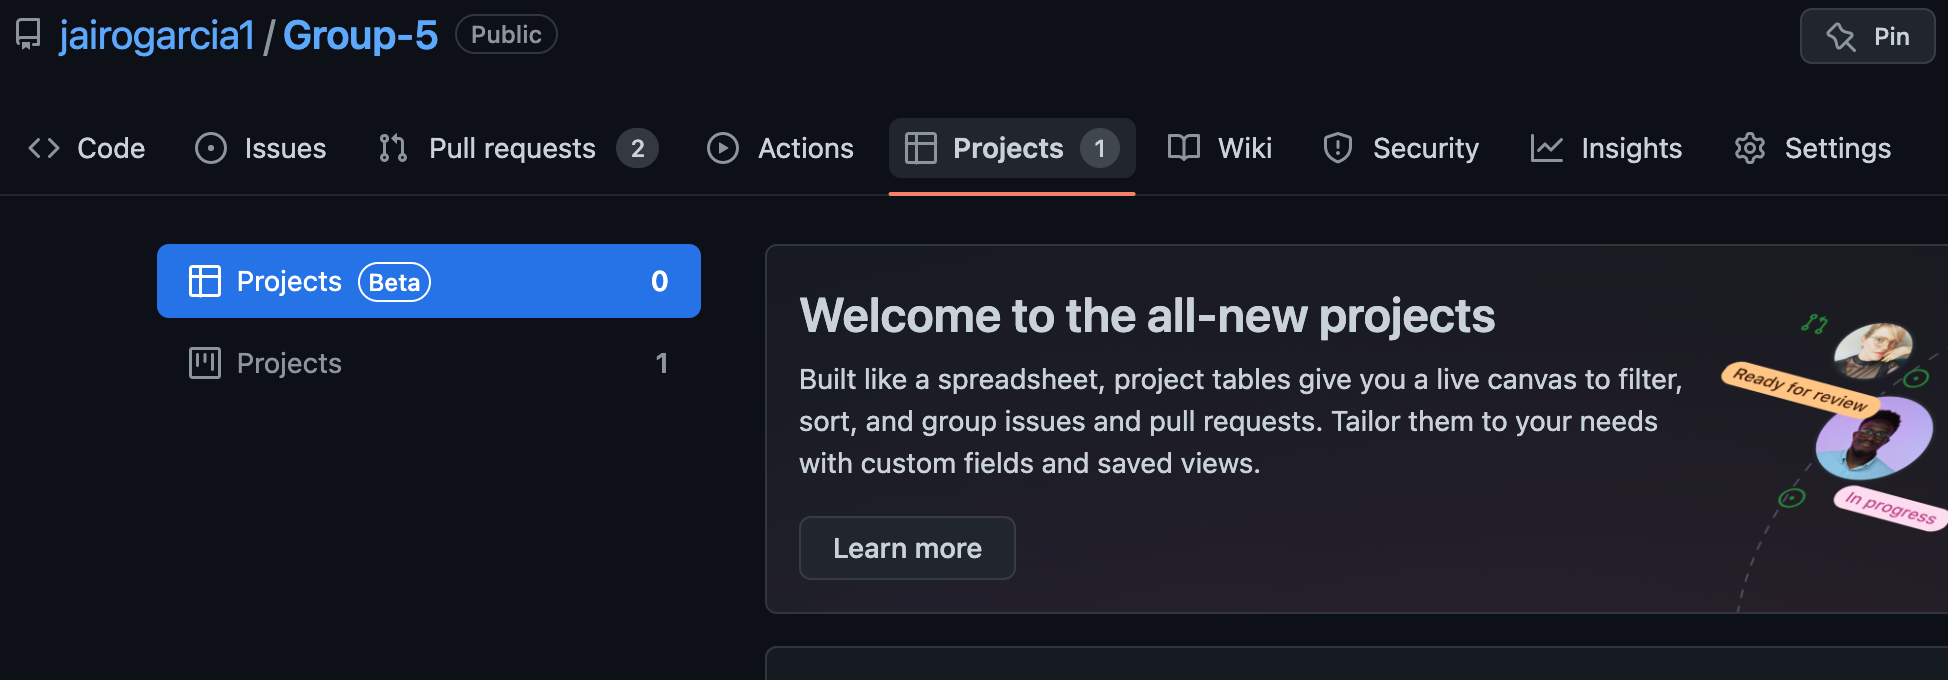 jairogarcia1 / Group-5 Public
Pin
Code Issues Pull requests 2 Actions Projects 1 Wiki Security Insights Settings
Projects Beta 0
Projects 1
Welcome to the all-new projects
Built like a spreadsheet, project tables give you a live canvas to filter,
sort, and group issues and pull requests. Tailor them to your needs
with custom fields and saved views.
Learn more
Ready for review
In progress